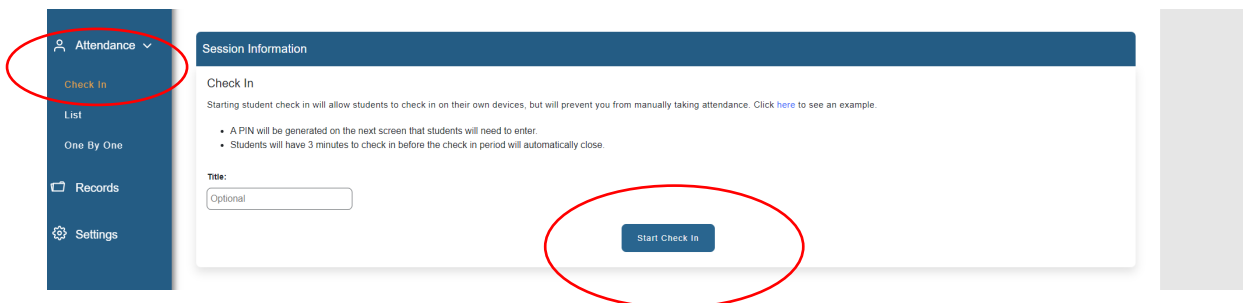 Attendance
Check In
List
One By One
Records
Settings
Session Information
Check In
Starting student check in will allow students to check in on their own devices, but will prevent you from manually taking attendance. Click here to see an example.
• A PIN will be generated on the next screen that students will need to enter.
• Students will have 3 minutes to check in before the check in period will automatically close.
Title:
Optional
Start Check In